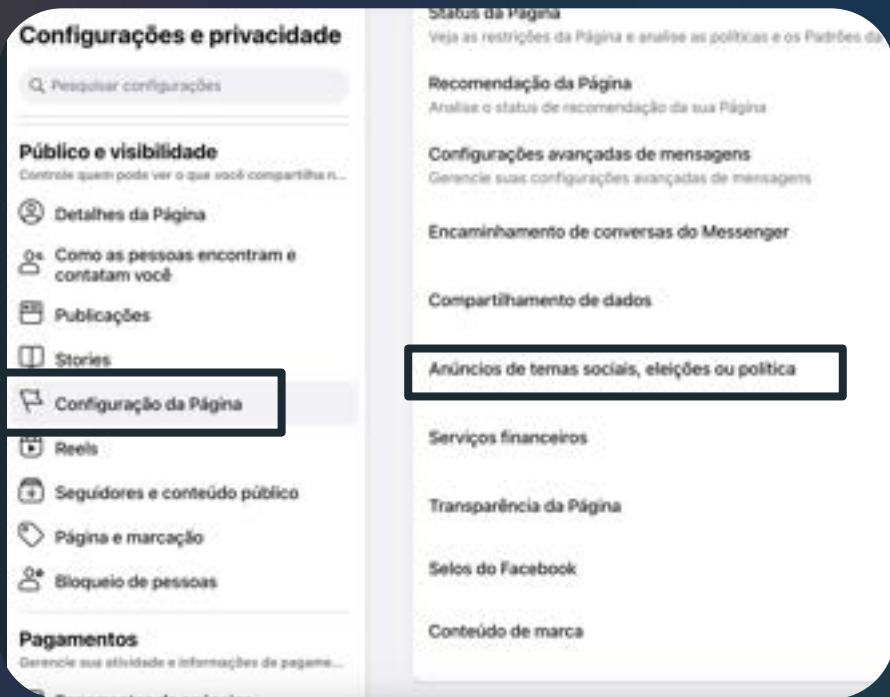 Configurações e privacidade
Pesquisar configurações
Público e visibilidade
Controle quem pode ver o que você compartilha n...
Detalhes da Página
Como as pessoas encontram e
contatam você
Publicações
Stories
Configuração da Página
Reels
Seguidores e conteúdo público
Página e marcação
Bloqueio de pessoas
Pagamentos
Gerencie sua atividade e informações de pagame...
Status da Página
Veja as restrições da Página e analise as políticas e os Padrões da
Recomendação da Página
Analise o status de recomendação da sua Página
Configurações avançadas de mensagens
Gerencie suas configurações avançadas de mensagens
Encaminhamento de conversas do Messenger
Compartilhamento de dados
Anúncios de temas sociais, eleições ou política
Serviços financeiros
Transparência da Página
Selos do Facebook
Conteúdo de marca